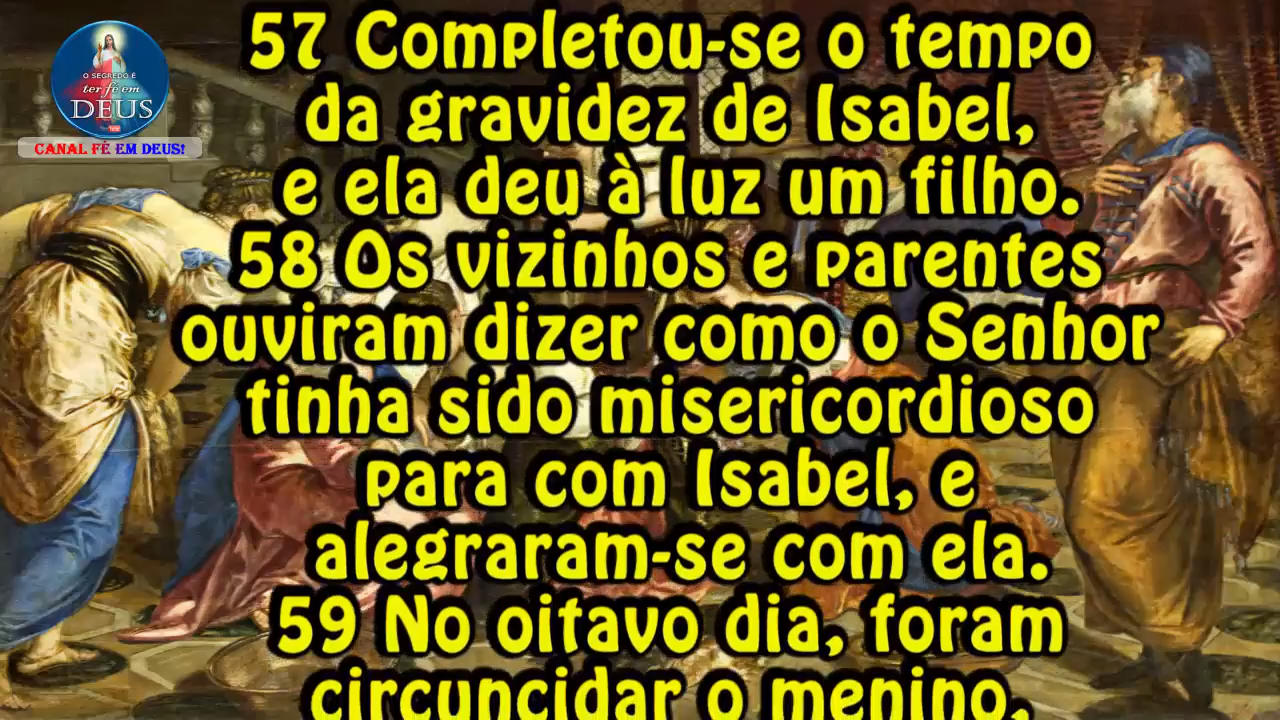 O SEGREDO É
ter fé em
DEUS
CANAL FÉ EM DEUS!
57 Completou-se o tempo
da gravidez de Isabel,
e ela deu à luz um filho.
58 Os vizinhos e parentes
ouviram dizer como o Senhor
tinha sido misericordioso
para com Isabel, e
alegraram-se com ela.
59 No oitavo dia, foram
circuncidar o menino,